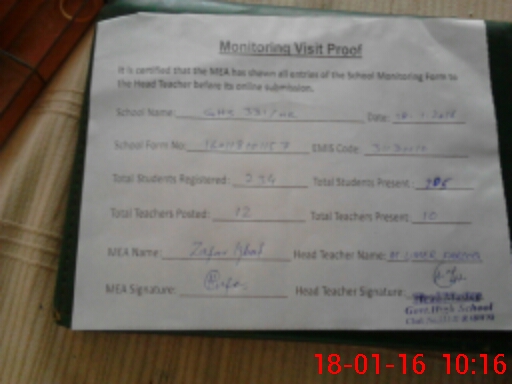 Monitoring Visit Proof
It is certified that the MEA has shown all entries of the School Monitoring Form to
the Head Teacher before its online submission.
School Name: Date:
School Form No: EMIS Code:
Total Students Registered: Total Students Present:
Total Teachers Posted: 12 Total Teachers Present: 10
MEA Name: Zafar Iqbal Head Teacher Name: M. UMER
MEA Signature: Head Teacher Signature:
Head Master
Govt. High School
18-01-16 10:16